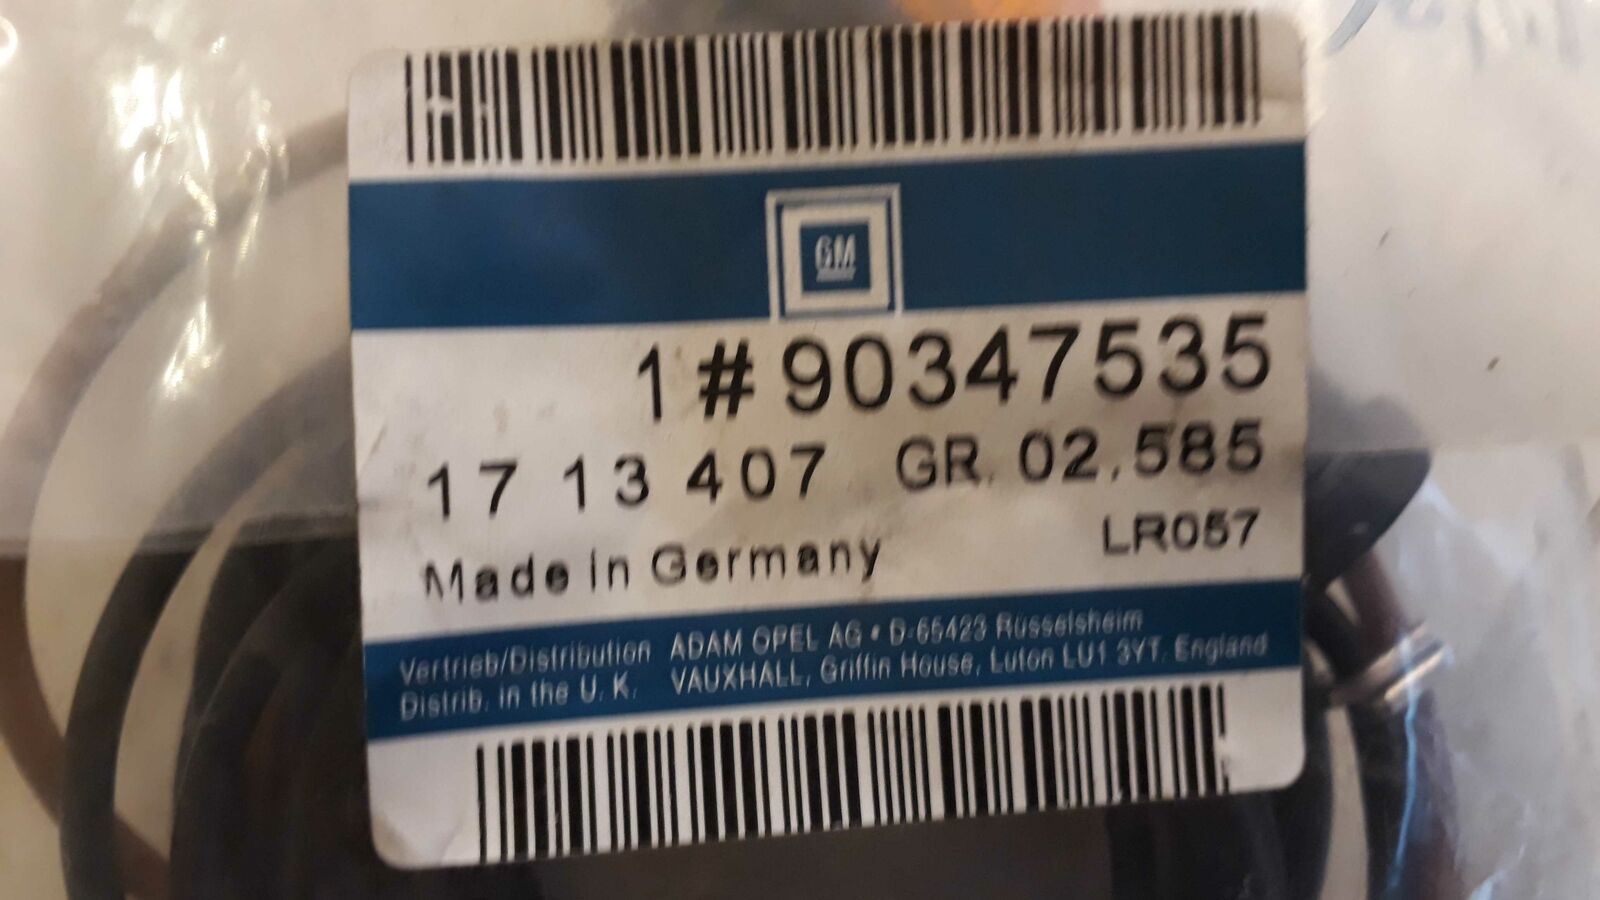 GM
1 # 90347535
17 13 407 GR. 02.585
Made in Germany LR057
Vertrieb/Distribution ADAM OPEL AG • D-65423 Rüsselsheim
Distrib. in the U. K. VAUXHALL, Griffin House, Luton LU1 3YT. England